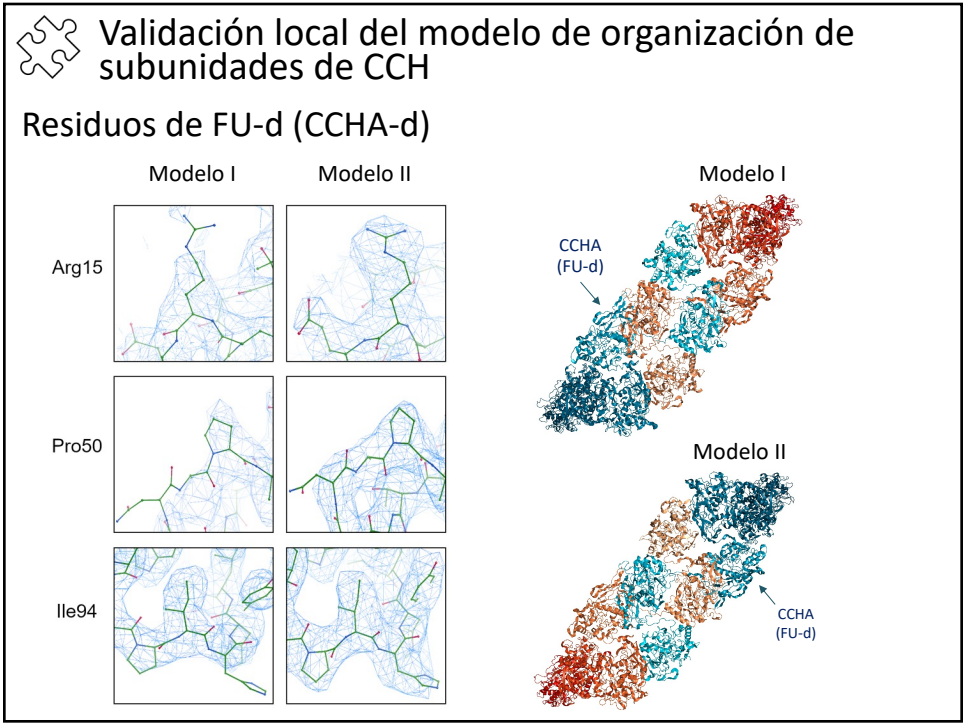 Validación local del modelo de organización de
subunidades de CCH
Residuos de FU-d (CCHA-d)
Modelo I
Modelo II
Arg15
Pro50
Ile94
Modelo I
CCHA
(FU-d)
Modelo II
CCHA
(FU-d)